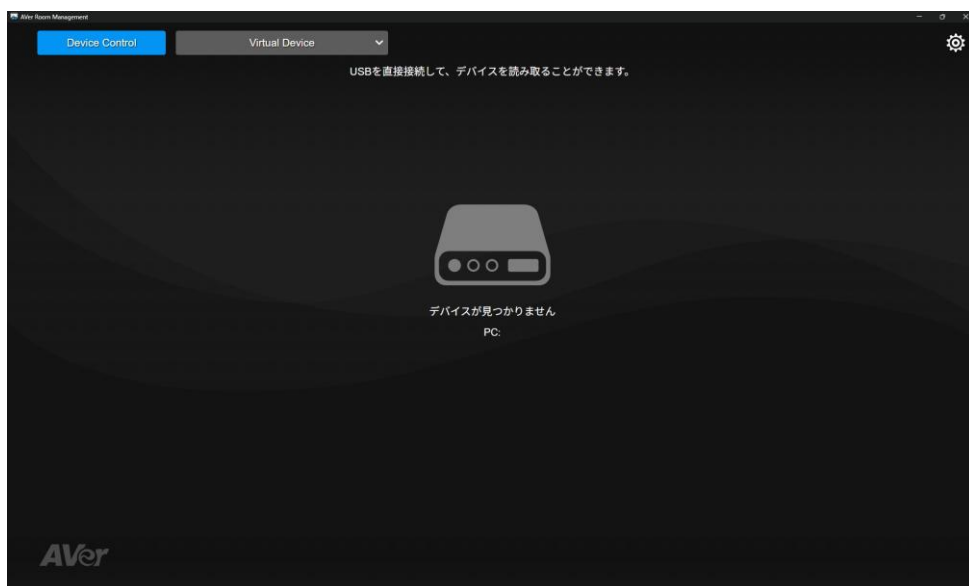 AVer Room Management
Device Control
Virtual Device
USBを直接接続して、デバイスを読み取ることができます。
デバイスが見つかりません
PC:
AVer